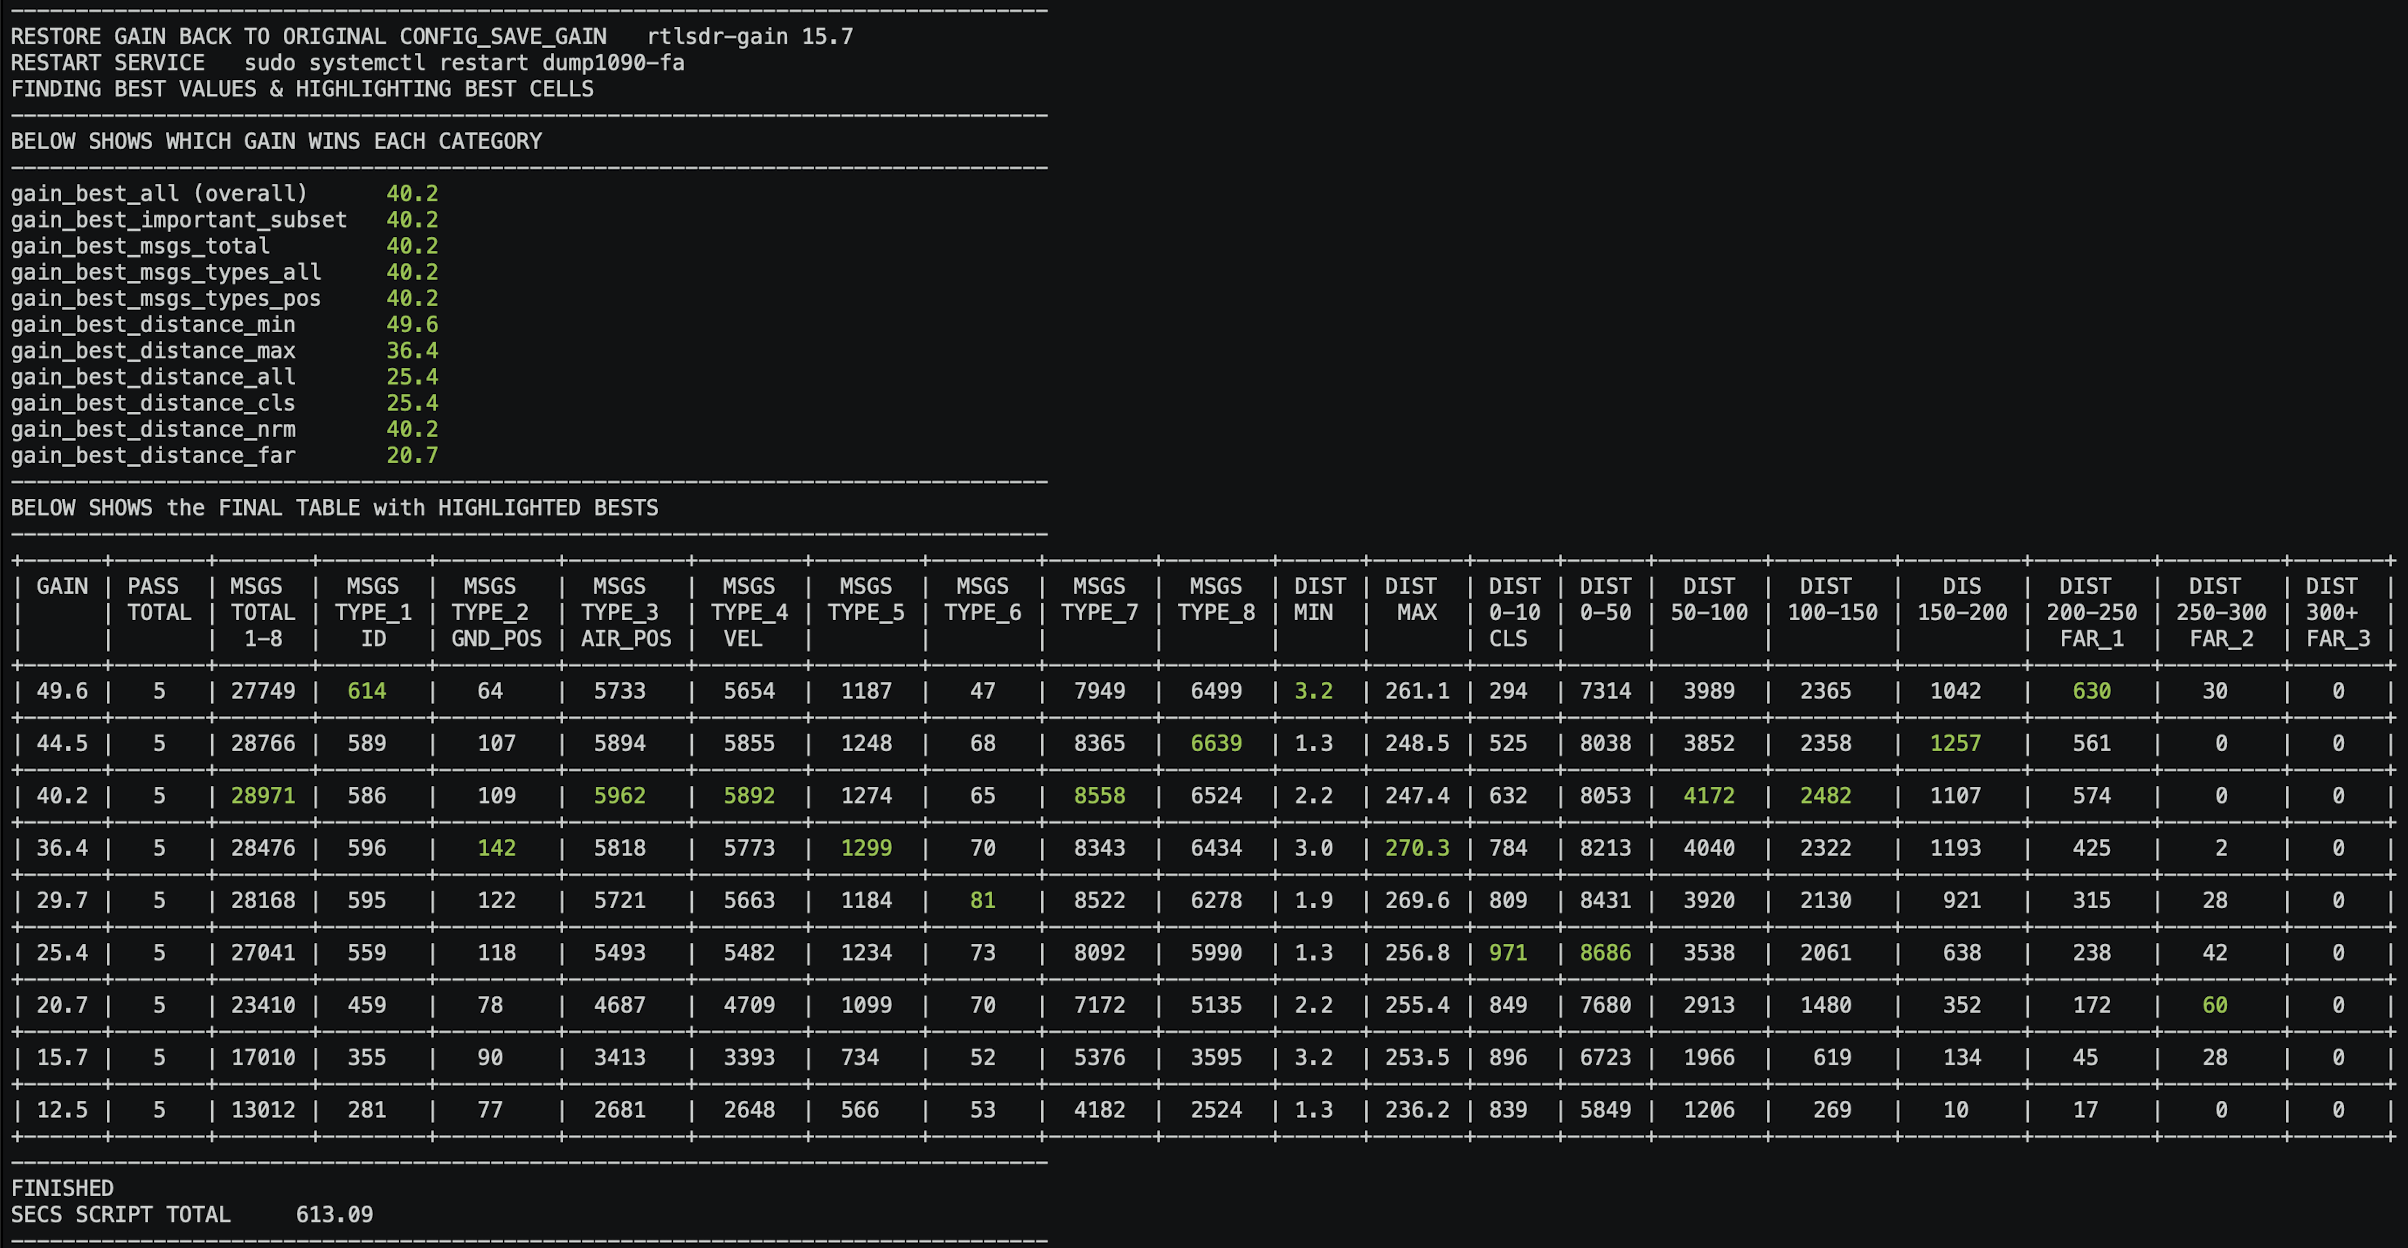 --------------------------------------------------------------------------------
RESTORE GAIN BACK TO ORIGINAL CONFIG_SAVE_GAIN   rtlsdr-gain 15.7
RESTART SERVICE   sudo systemctl restart dump1090-fa
FINDING BEST VALUES & HIGHLIGHTING BEST CELLS
--------------------------------------------------------------------------------
BELOW SHOWS WHICH GAIN WINS EACH CATEGORY
--------------------------------------------------------------------------------
gain_best_all (overall)      40.2
gain_best_important_subset   40.2
gain_best_msgs_total         40.2
gain_best_msgs_types_all     40.2
gain_best_msgs_types_pos     40.2
gain_best_distance_min       49.6
gain_best_distance_max       36.4
gain_best_distance_all       25.4
gain_best_distance_cls       25.4
gain_best_distance_nrm       40.2
gain_best_distance_far       20.7
--------------------------------------------------------------------------------
BELOW SHOWS the FINAL TABLE with HIGHLIGHTED BESTS
--------------------------------------------------------------------------------
| GAIN | PASS | MSGS | MSGS | MSGS | MSGS | MSGS | MSGS | MSGS | MSGS | MSGS | DIST | DIST | DIST | DIST | DIST | DIST | DIS | DIST | DIST | DIST |
| | TOTAL | TOTAL | TYPE_1 | TYPE_2 | TYPE_3 | TYPE_4 | TYPE_5 | TYPE_6 | TYPE_7 | TYPE_8 | MIN | MAX | 0-10 | 0-50 | 50-100 | 100-150 | 150-200 | 200-250 | 250-300 | 300+ |
| | | 1-8 | ID | GND_POS | AIR_POS | VEL | | | | | | | CLS | | | | | FAR_1 | FAR_2 | FAR_3 |
| 49.6 | 5 | 27749 | 614 | 64 | 5733 | 5654 | 1187 | 47 | 7949 | 6499 | 3.2 | 261.1 | 294 | 7314 | 3989 | 2365 | 1042 | 630 | 30 | 0 |
| 44.5 | 5 | 28766 | 589 | 107 | 5894 | 5855 | 1248 | 68 | 8365 | 6639 | 1.3 | 248.5 | 525 | 8038 | 3852 | 2358 | 1257 | 561 | 0 | 0 |
| 40.2 | 5 | 28971 | 586 | 109 | 5962 | 5892 | 1274 | 65 | 8558 | 6524 | 2.2 | 247.4 | 632 | 8053 | 4172 | 2482 | 1107 | 574 | 0 | 0 |
| 36.4 | 5 | 28476 | 596 | 142 | 5818 | 5773 | 1299 | 70 | 8343 | 6434 | 3.0 | 270.3 | 784 | 8213 | 4040 | 2322 | 1193 | 425 | 2 | 0 |
| 29.7 | 5 | 28168 | 595 | 122 | 5721 | 5663 | 1184 | 81 | 8522 | 6278 | 1.9 | 269.6 | 809 | 8431 | 3920 | 2130 | 921 | 315 | 28 | 0 |
| 25.4 | 5 | 27041 | 559 | 118 | 5493 | 5482 | 1234 | 73 | 8092 | 5990 | 1.3 | 256.8 | 971 | 8686 | 3538 | 2061 | 638 | 238 | 42 | 0 |
| 20.7 | 5 | 23410 | 459 | 78 | 4687 | 4709 | 1099 | 70 | 7172 | 5135 | 2.2 | 255.4 | 849 | 7680 | 2913 | 1480 | 352 | 172 | 60 | 0 |
| 15.7 | 5 | 17010 | 355 | 90 | 3413 | 3393 | 734 | 52 | 5376 | 3595 | 3.2 | 253.5 | 896 | 6723 | 1966 | 619 | 134 | 45 | 28 | 0 |
| 12.5 | 5 | 13012 | 281 | 77 | 2681 | 2648 | 566 | 53 | 4182 | 2524 | 1.3 | 236.2 | 839 | 5849 | 1206 | 269 | 10 | 17 | 0 | 0 |
--------------------------------------------------------------------------------
FINISHED
SECS SCRIPT TOTAL     613.09
--------------------------------------------------------------------------------